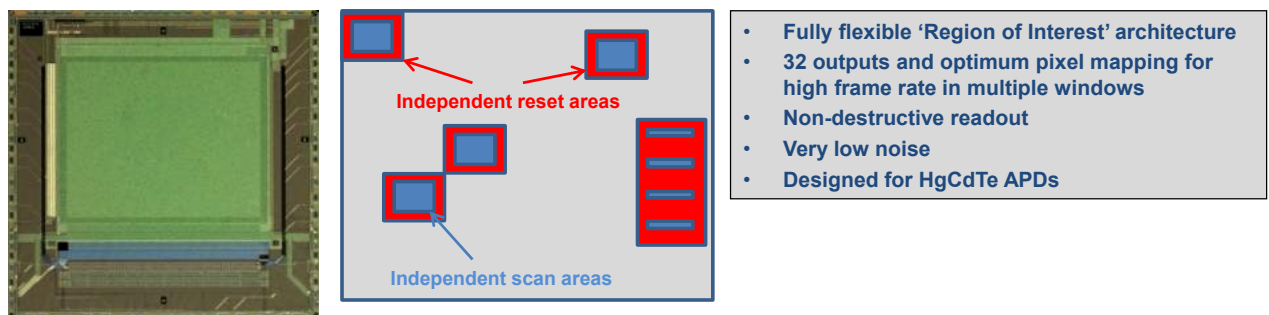 Independent reset areas
Independent scan areas
• Fully flexible ‘Region of Interest’ architecture
• 32 outputs and optimum pixel mapping for
high frame rate in multiple windows
• Non-destructive readout
• Very low noise
• Designed for HgCdTe APDs